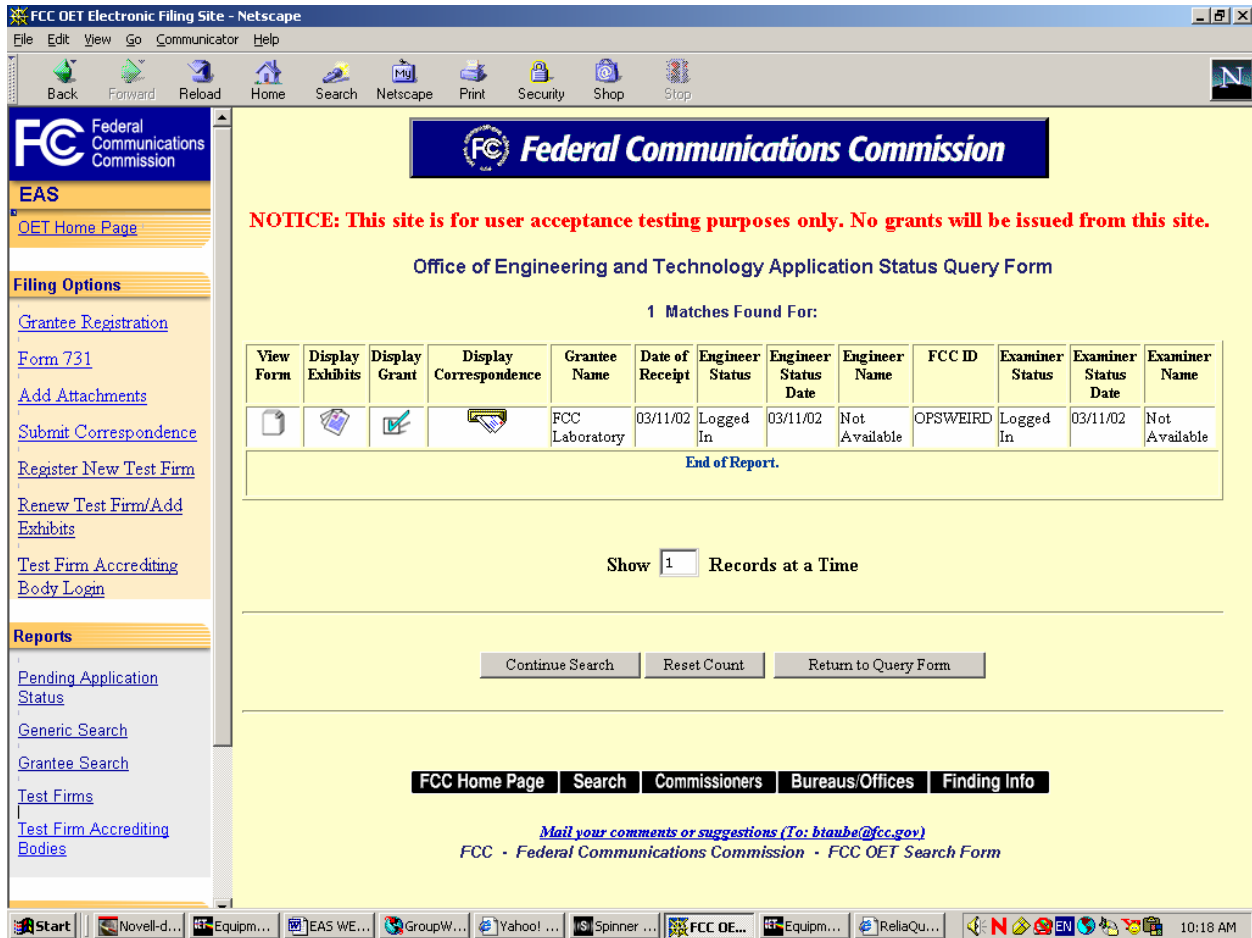 FCC OET Electronic Filing Site - Netscape
File Edit View Go Communicator Help
Back Forward Reload Home Search Netscape Print Security Shop Stop
My
N
FCC Federal Communications Commission
EAS
OET Home Page
Filing Options
Grantee Registration
Form 731
Add Attachments
Submit Correspondence
Register New Test Firm
Renew Test Firm/Add
Exhibits
Test Firm Accrediting
Body Login
Reports
Pending Application
Status
Generic Search
Grantee Search
Test Firms
Test Firm Accrediting
Bodies
FCC Federal Communications Commission
NOTICE: This site is for user acceptance testing purposes only. No grants will be issued from this site.
Office of Engineering and Technology Application Status Query Form
1 Matches Found For:
View Form Display Exhibits Display Grant Display Correspondence Grantee Name Date of Receipt Engineer Status Engineer Status Date Engineer Name FCC ID Examiner Status Examiner Status Date Examiner Name
FCC Laboratory 03/11/02 Logged In 03/11/02 Not Available OPSWEIRD Logged In 03/11/02 Not Available
End of Report.
Show 1 Records at a Time
Continue Search Reset Count Return to Query Form
FCC Home Page Search Commissioners Bureaus/Offices Finding Info
Mail your comments or suggestions (To: btaube@fcc.gov)
FCC - Federal Communications Commission - FCC OET Search Form
Start Novell-d... Equipm... EAS WE... GroupW... Yahoo! ... Spinner ... FCC OE... Equipm... ReliaQu... N EN 10:18 AM